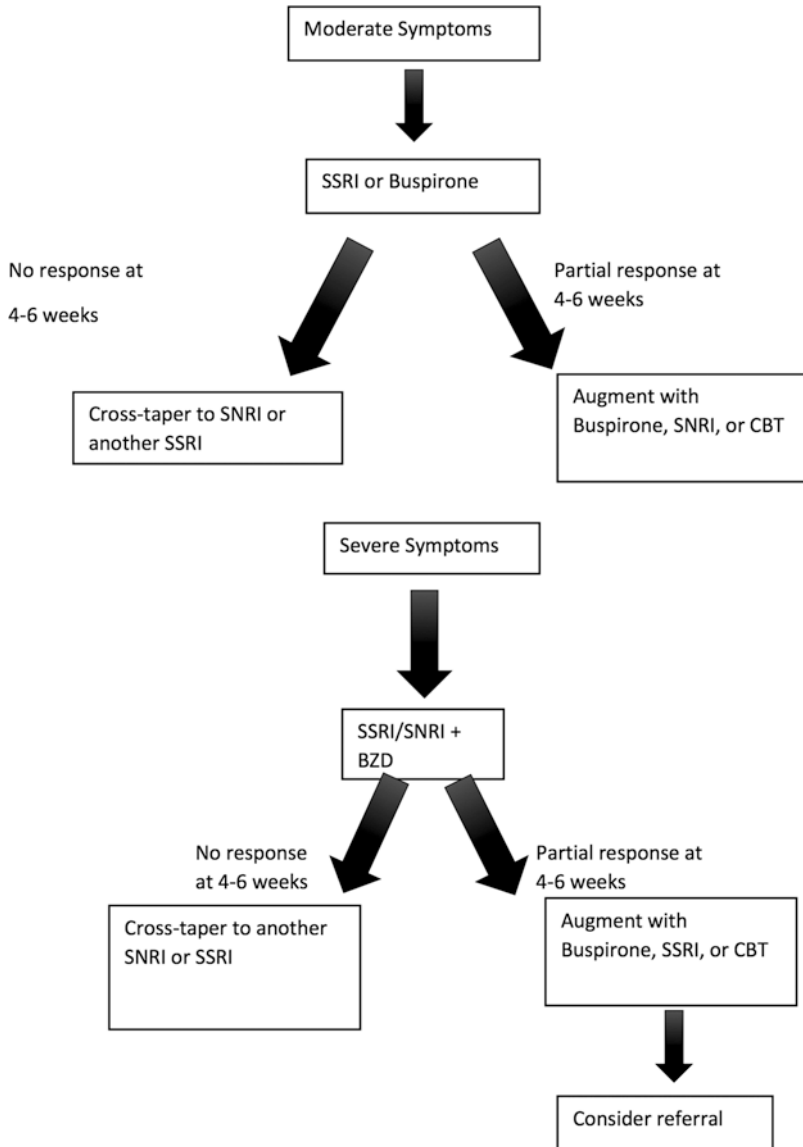 Moderate Symptoms
SSRI or Buspirone
No response at
4-6 weeks
Partial response at
4-6 weeks
Cross-taper to SNRI or
another SSRI
Augment with
Buspirone, SNRI, or CBT
Severe Symptoms
SSRI/SNRI +
BZD
No response
at 4-6 weeks
Partial response at
4-6 weeks
Cross-taper to another
SNRI or SSRI
Augment with
Buspirone, SSRI, or CBT
Consider referral